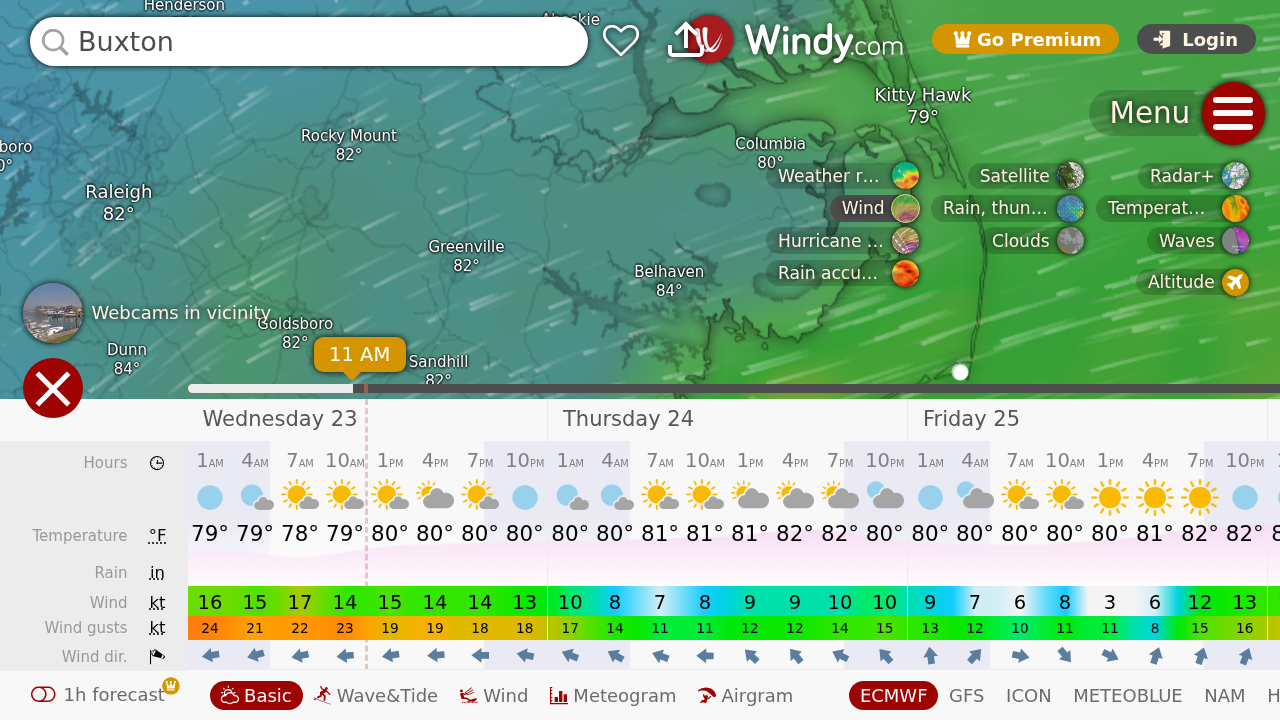 Henderson
Ahoskie
Buxton
Windy.com
Go Premium
Login
Kitty Hawk
79°
Menu
Rocky Mount
82°
Columbia
80°
boro
0°
Raleigh
82°
Weather r...
Satellite
Radar+
Wind
Rain, thun...
Temperat...
Hurricane ...
Clouds
Waves
Rain accu...
Altitude
Greenville
82°
Belhaven
84°
Webcams in vicinity
Goldsboro
82°
Dunn
84°
11 AM
Sandhill
82°
Wednesday 23
Thursday 24
Friday 25
Hours 1AM 4AM 7AM 10AM 1PM 4PM 7PM 10PM 1AM 4AM 7AM 10AM 1PM 4PM 7PM 10PM 1AM 4AM 7AM 10AM 1PM 4PM 7PM 10PM
Temperature °F 79° 79° 78° 79° 80° 80° 80° 80° 80° 80° 81° 81° 81° 82° 82° 80° 80° 80° 80° 80° 80° 81° 82° 82° 8
Rain in
Wind kt 16 15 17 14 15 14 14 13 10 8 7 8 9 9 10 10 9 7 6 8 3 6 12 13
Wind gusts kt 24 21 22 23 19 19 18 18 17 14 11 11 12 12 14 15 13 12 10 11 11 8 15 16
Wind dir.
1h forecast
Basic
Wave&Tide
Wind
Meteogram
Airgram
ECMWF
GFS
ICON
METEOBLUE
NAM
H